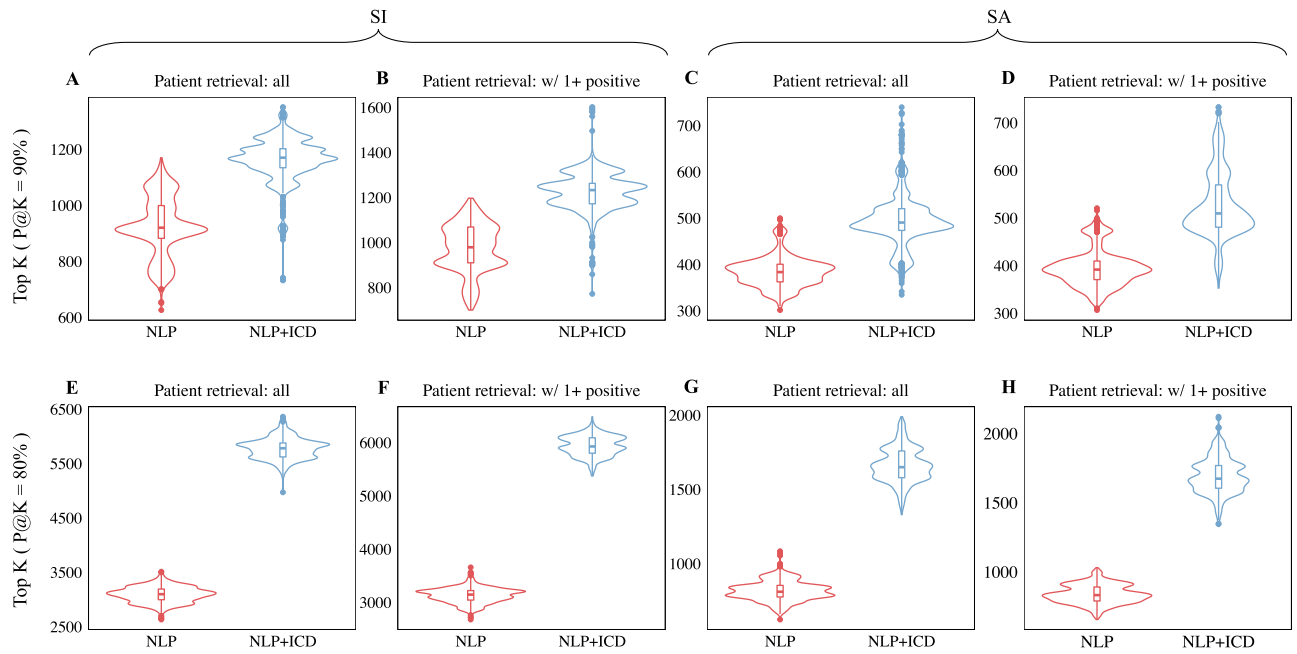 SI
SA
A Patient retrieval: all
B Patient retrieval: w/ 1+ positive
C Patient retrieval: all
D Patient retrieval: w/ 1+ positive
Top K ( P@K = 90% )
1200
1000
800
600
NLP NLP+ICD
1600
1400
1200
1000
800
NLP NLP+ICD
700
600
500
400
300
NLP NLP+ICD
700
600
500
400
300
NLP NLP+ICD
E Patient retrieval: all
F Patient retrieval: w/ 1+ positive
G Patient retrieval: all
H Patient retrieval: w/ 1+ positive
Top K ( P@K = 80% )
6500
5500
4500
3500
2500
NLP NLP+ICD
6000
5000
4000
3000
NLP NLP+ICD
2000
1500
1000
NLP NLP+ICD
2000
1500
1000
NLP NLP+ICD